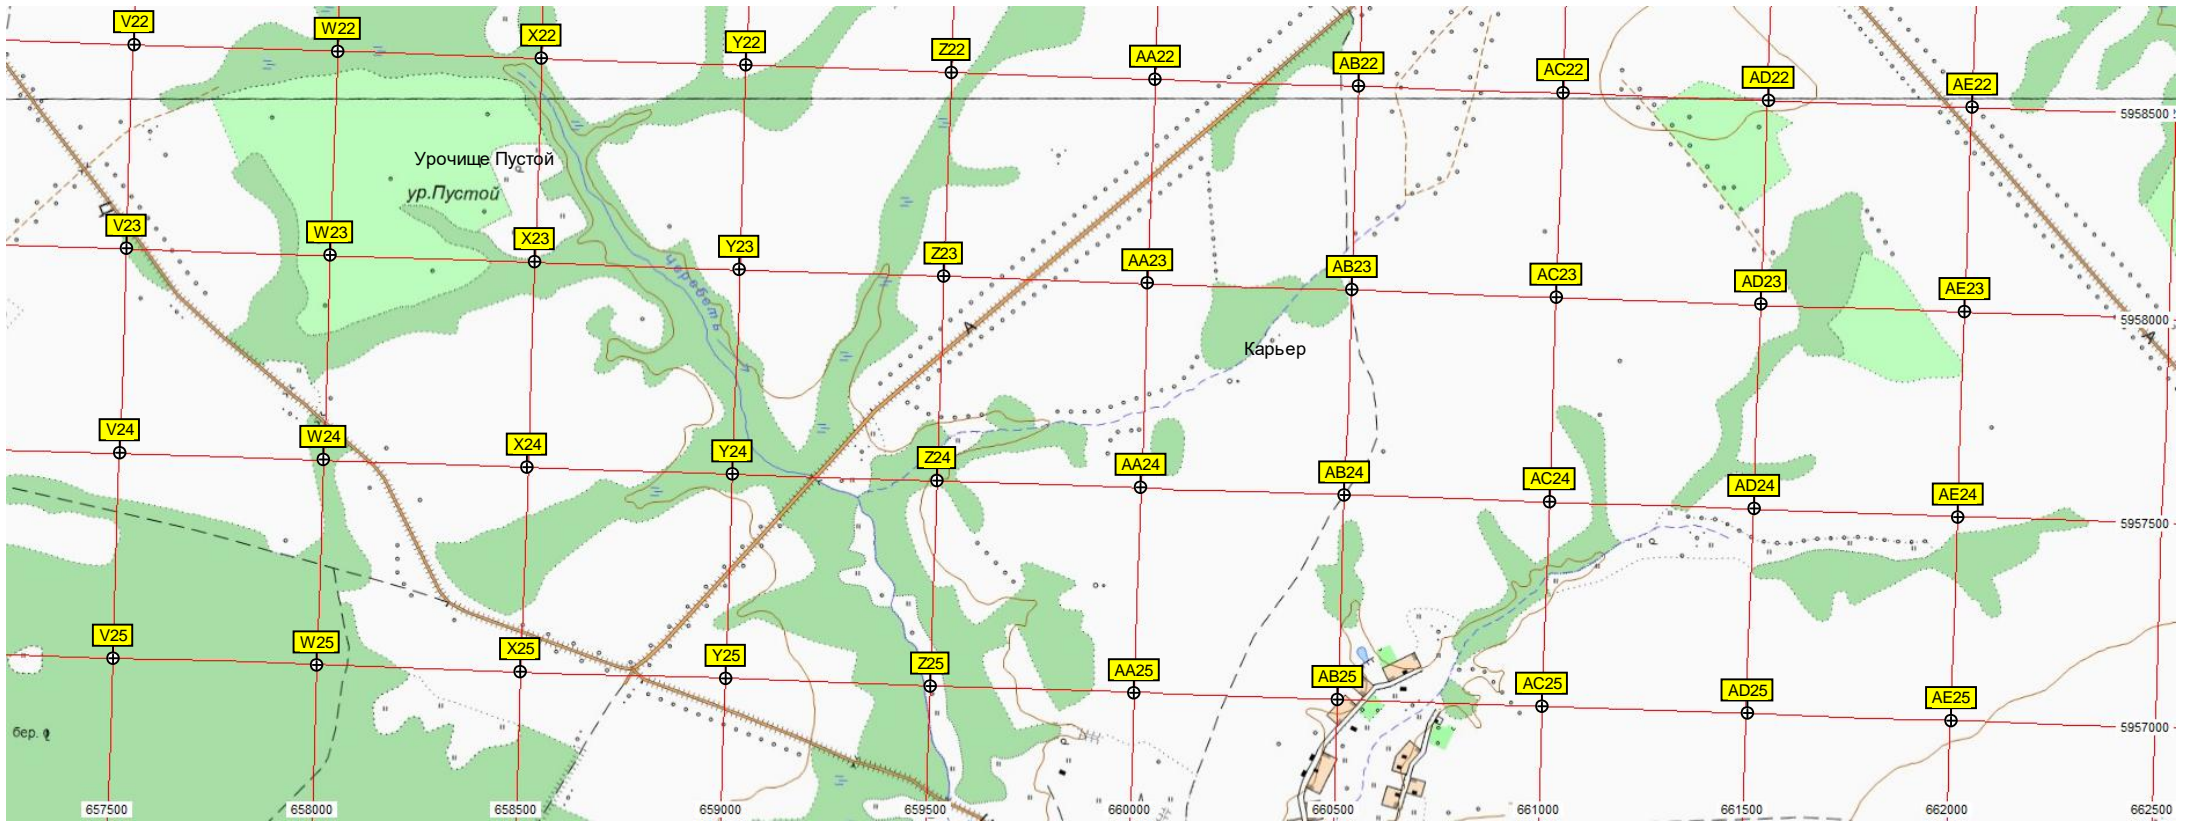 V22 W22 X22 Y22 Z22 AA22 AB22 AC22 AD22 AE22
5958500
Урочище Пустой
ур.Пустой
V23 W23 X23 Y23 Z23 AA23 AB23 AC23 AD23 AE23
Черебеть
А
5958000
А
Карьер
V24 W24 X24 Y24 Z24 AA24 AB24 AC24 AD24 AE24
5957500
V25 W25 X25 Y25 Z25 AA25 AB25 AC25 AD25 AE25
5957000
бер.
657500 658000 658500 659000 659500 660000 660500 661000 661500 662000 662500